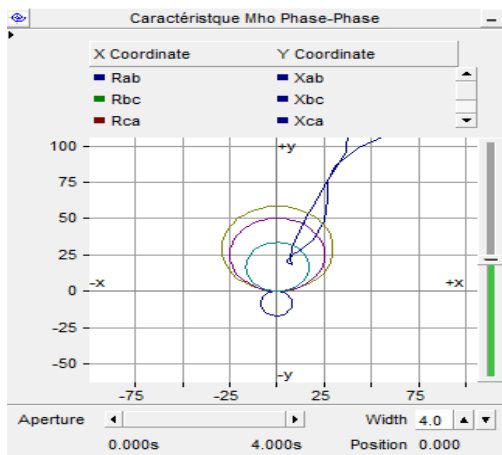 Caractéristque Mho Phase-Phase
X Coordinate Y Coordinate
Rab Xab
Rbc Xbc
Rca Xca
100
+y
75
50
25
0
-x +x
-25
-50
-y
-75 -25 25 75
Aperture Width 4.0
0.000s 4.000s Position 0.000